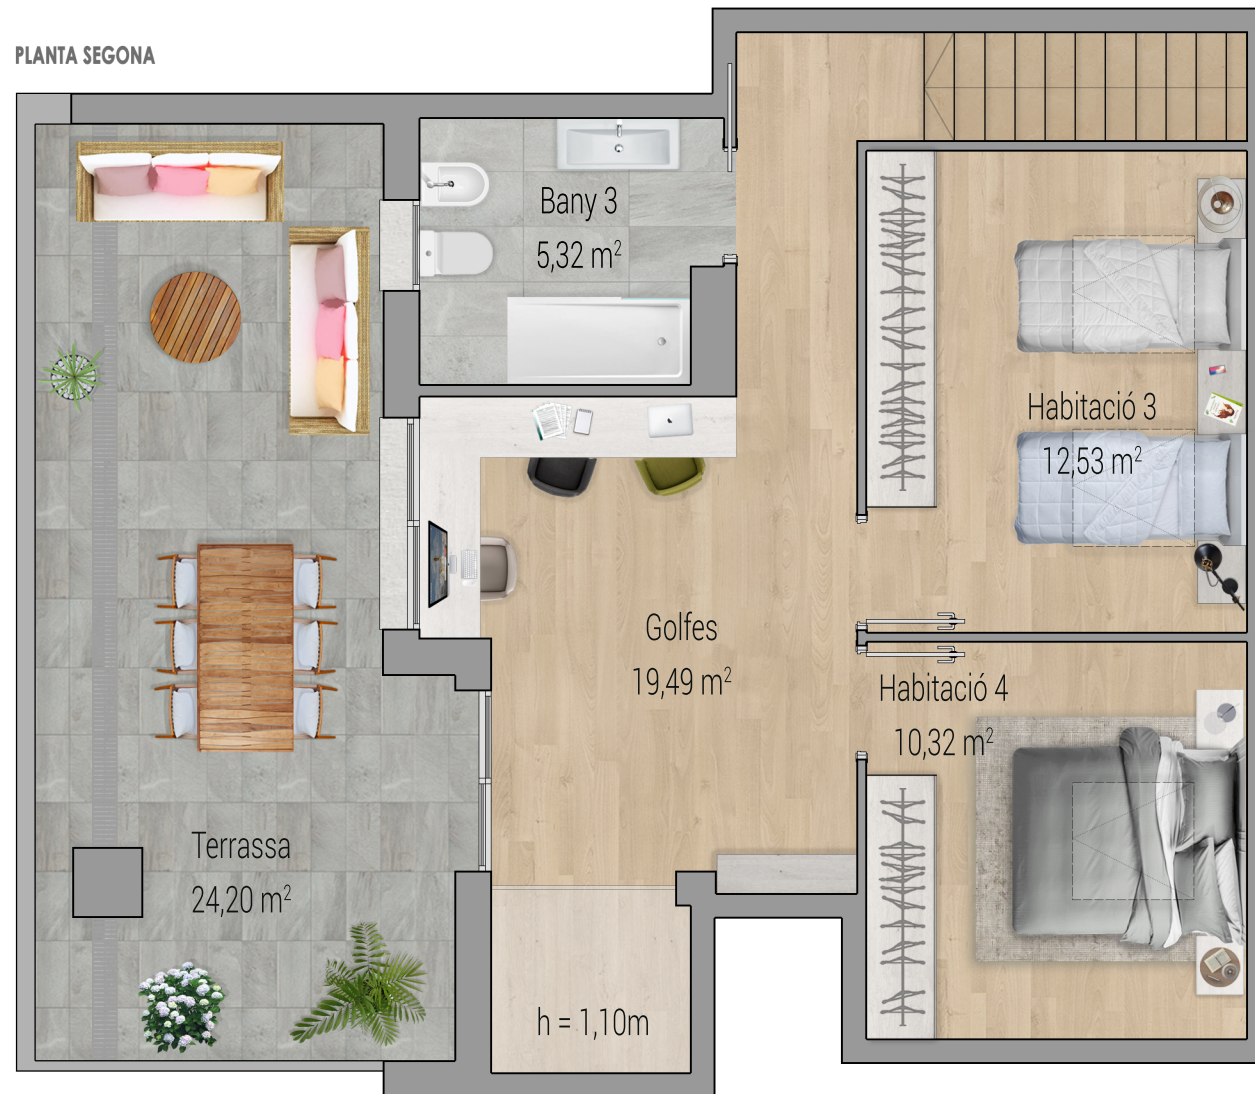 PLANTA SEGONA
Bany 3
5,32 m²
Habitació 3
12,53 m²
Golfes
19,49 m²
Habitació 4
10,32 m²
Terrassa
24,20 m²
h = 1,10m